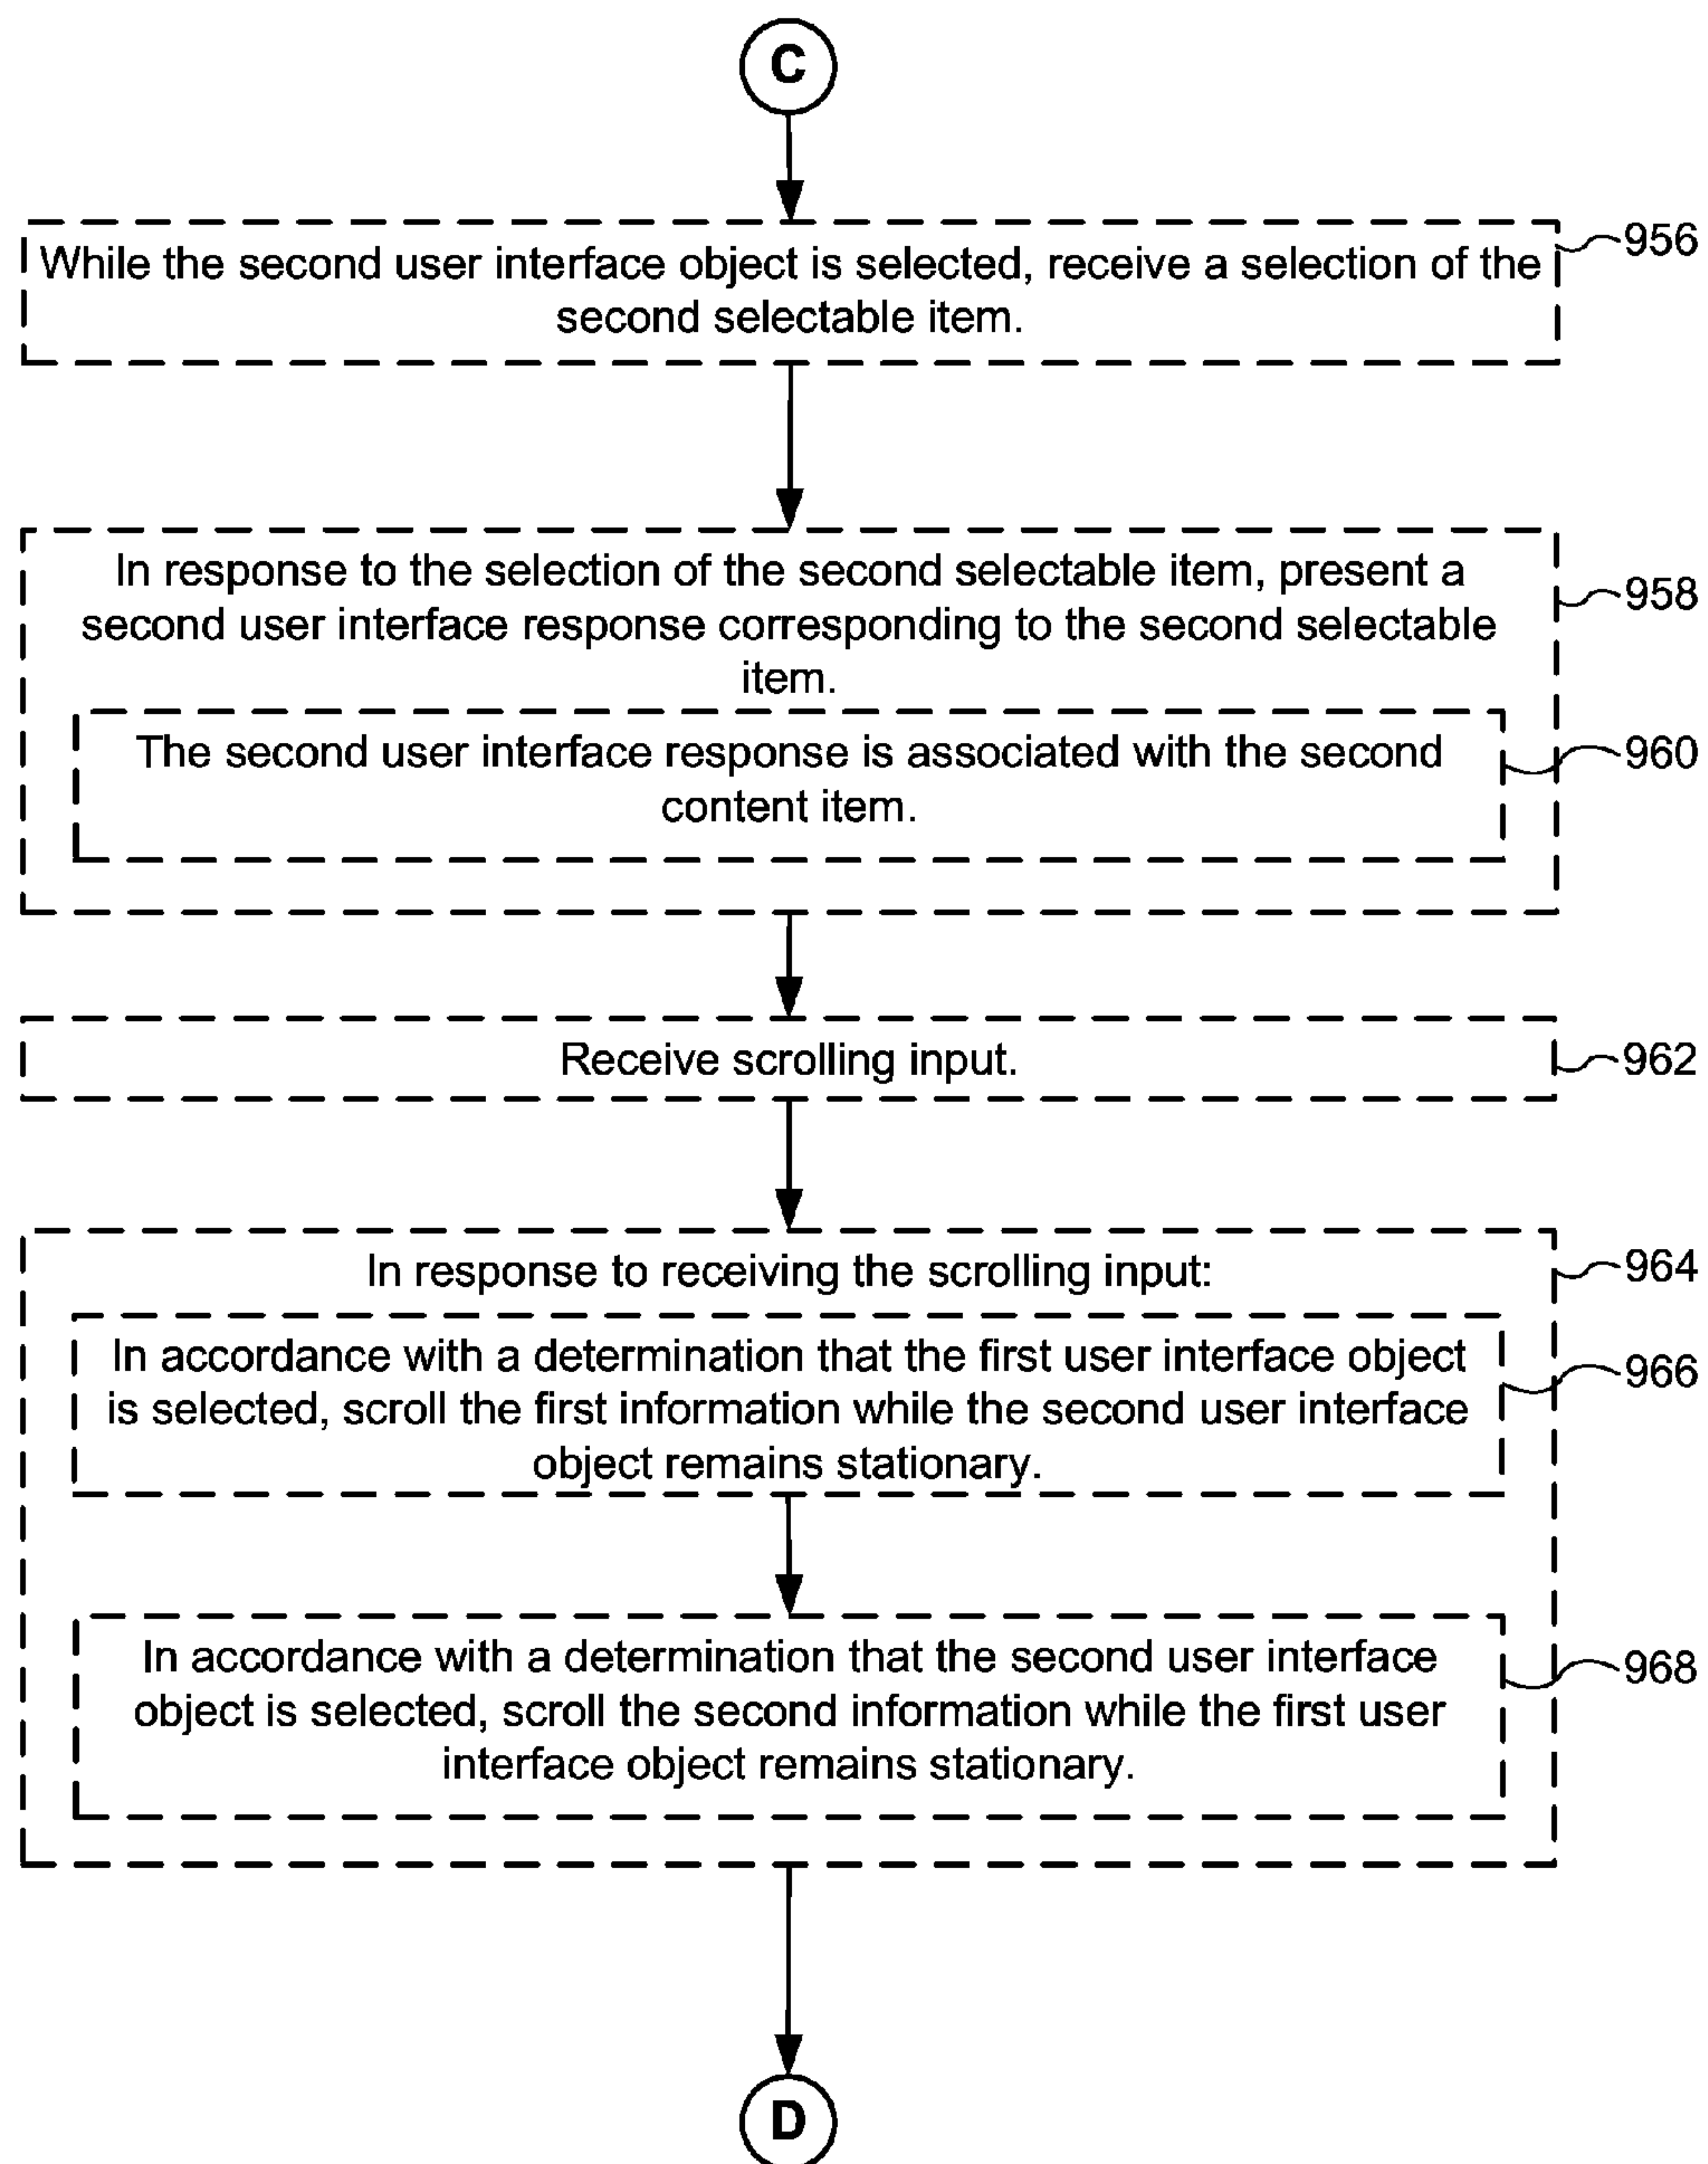 C
While the second user interface object is selected, receive a selection of the
second selectable item.
956
In response to the selection of the second selectable item, present a
second user interface response corresponding to the second selectable
item.
958
The second user interface response is associated with the second
content item.
960
Receive scrolling input.
962
In response to receiving the scrolling input:
964
In accordance with a determination that the first user interface object
is selected, scroll the first information while the second user interface
object remains stationary.
966
In accordance with a determination that the second user interface
object is selected, scroll the second information while the first user
interface object remains stationary.
968
D